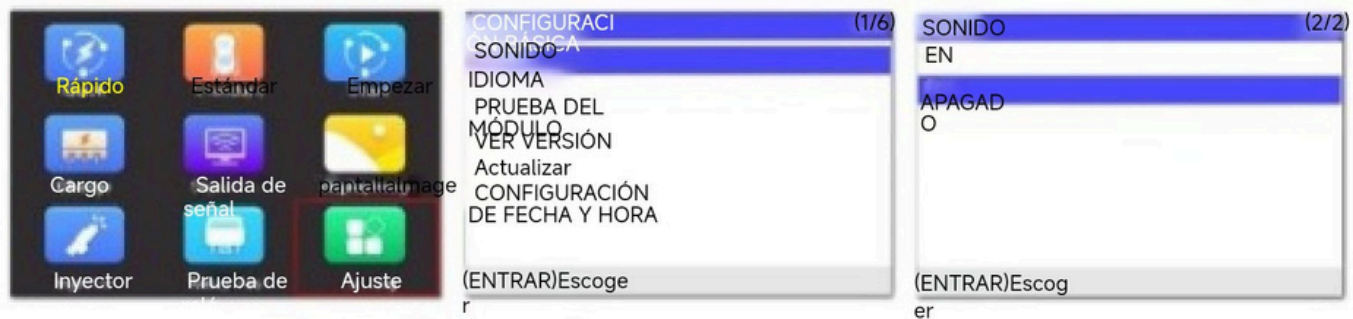 Rápido
Estándar
Empezar
Cargo
Salida de
señal
pantallaImage
Inyector
Prueba de
Ajuste
CONFIGURACI
ÓN BÁSICA
(1/6)
SONIDO
IDIOMA
PRUEBA DEL
MÓDULO
VER VERSIÓN
Actualizar
CONFIGURACIÓN
DE FECHA Y HORA
(ENTRAR)Escoge
r
SONIDO
(2/2)
EN
APAGAD
O
(ENTRAR)Escog
er